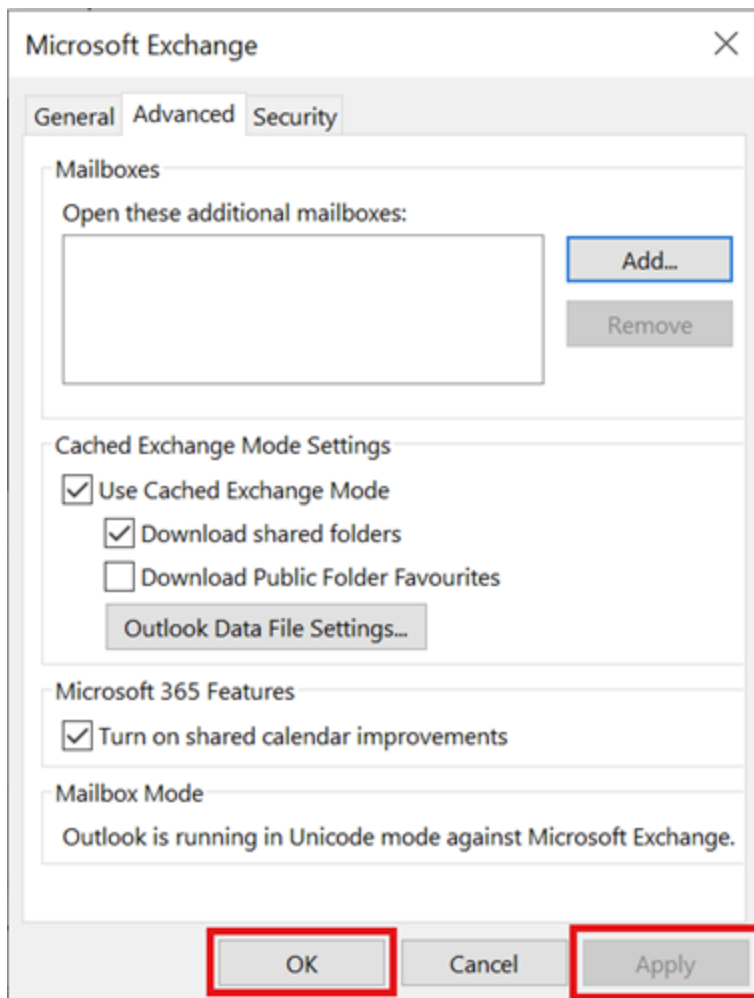 Microsoft Exchange
General Advanced Security
Mailboxes
Open these additional mailboxes:
Add...
Remove
Cached Exchange Mode Settings
Use Cached Exchange Mode
Download shared folders
Download Public Folder Favourites
Outlook Data File Settings...
Microsoft 365 Features
Turn on shared calendar improvements
Mailbox Mode
Outlook is running in Unicode mode against Microsoft Exchange.
OK Cancel Apply